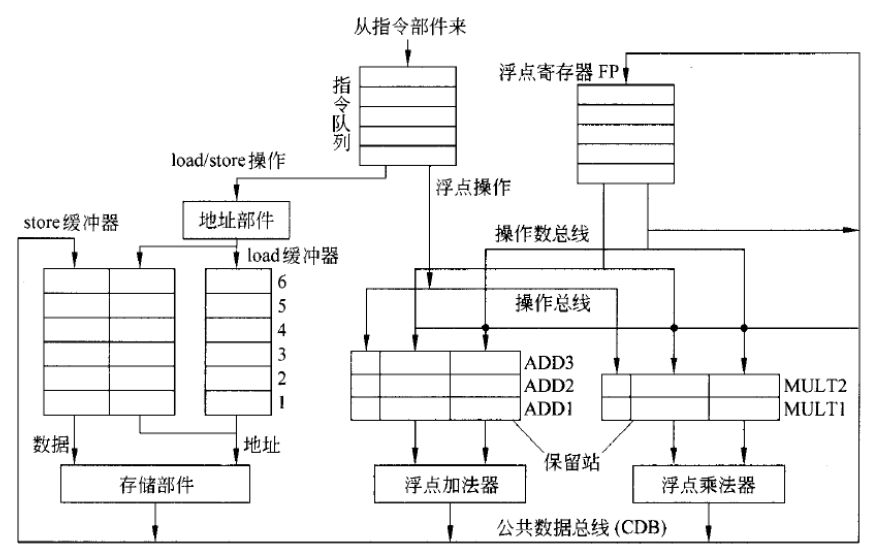 从指令部件来
浮点寄存器 FP
指令队列
load/store 操作
浮点操作
地址部件
store 缓冲器
操作数总线
load 缓冲器
6
5
操作总线
4
3
2
1
ADD3
ADD2
ADD1
MULT2
MULT1
数据
地址
保留站
存储部件
浮点加法器
浮点乘法器
公共数据总线 (CDB)